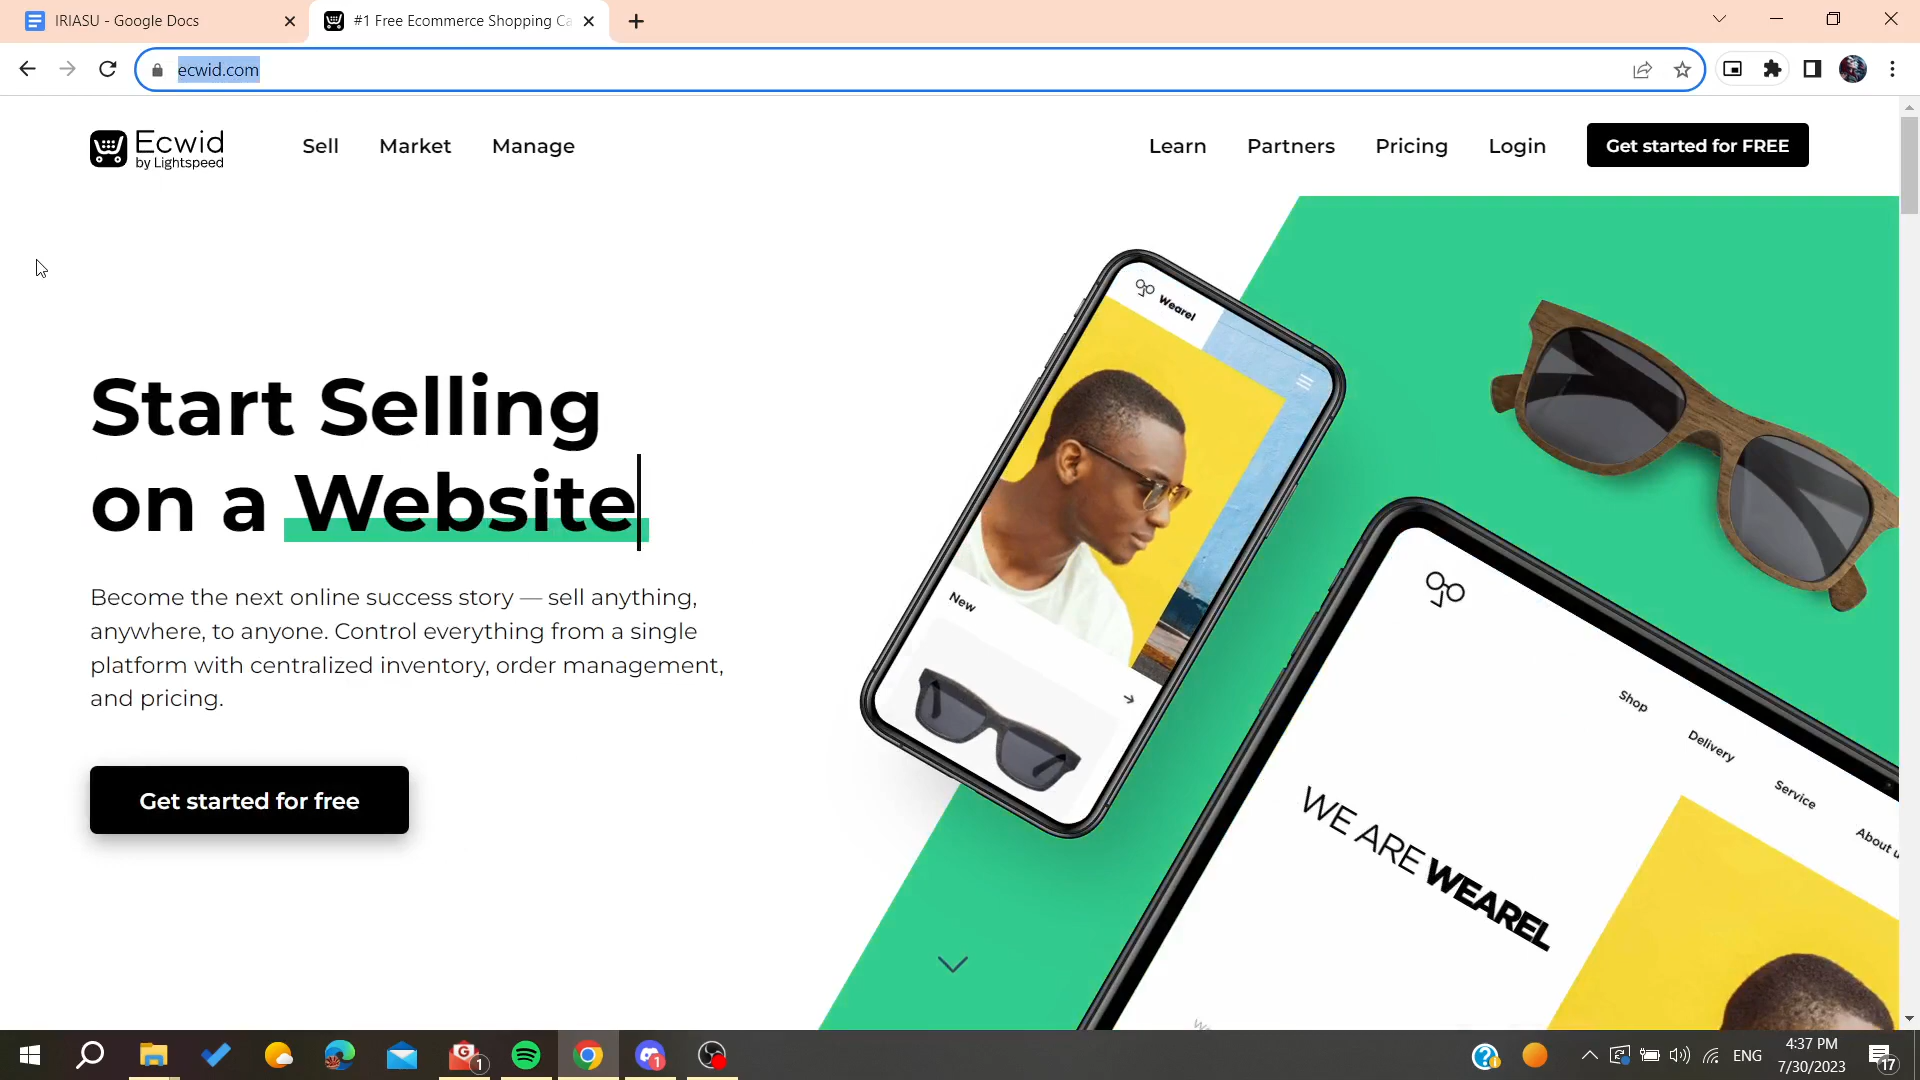 IRIASU - Google Docs
#1 Free Ecommerce Shopping Ca
ecwid.com
Ecwid
by Lightspeed
Sell
Market
Manage
Learn
Partners
Pricing
Login
Get started for FREE
Start Selling
on a Website
Become the next online success story — sell anything,
anywhere, to anyone. Control everything from a single
platform with centralized inventory, order management,
and pricing.
Get started for free
Wearel
New
Shop
Delivery
Service
About u
WE ARE WEAREL
1
1
ENG
4:37 PM
7/30/2023
17